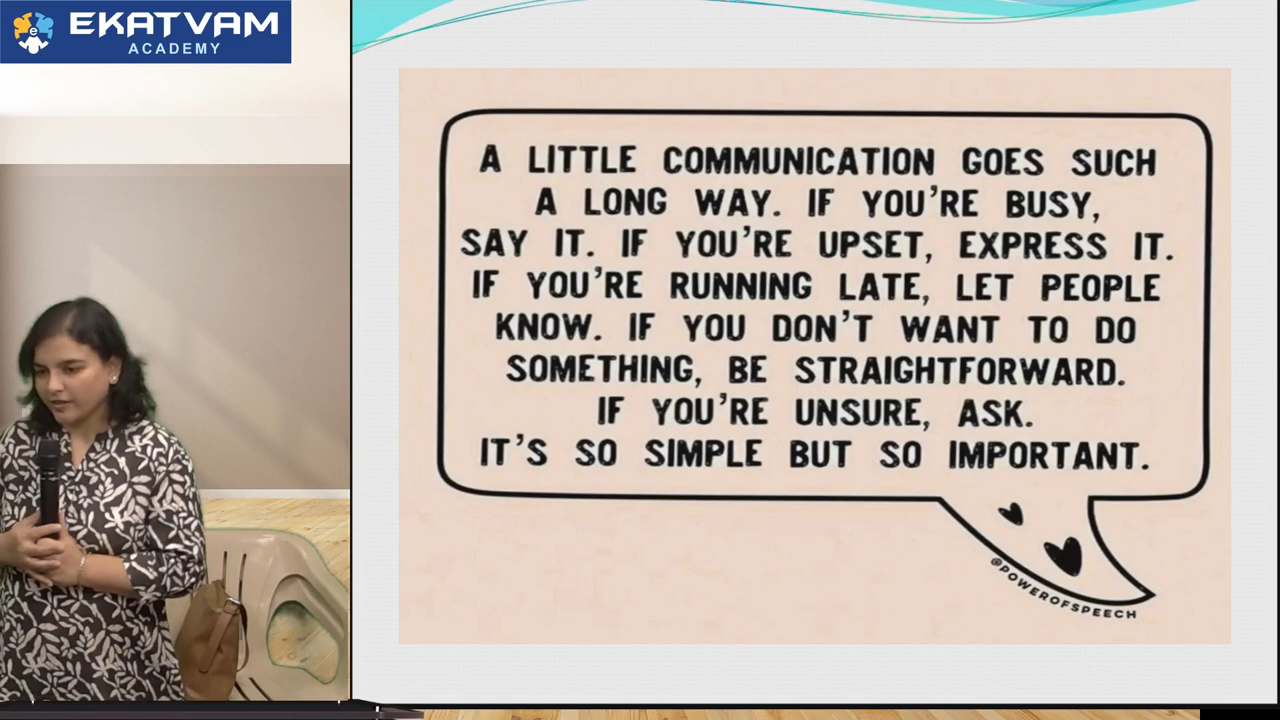 EKATVAM
ACADEMY
A LITTLE COMMUNICATION GOES SUCH
A LONG WAY. IF YOU'RE BUSY,
SAY IT. IF YOU'RE UPSET, EXPRESS IT.
IF YOU'RE RUNNING LATE, LET PEOPLE
KNOW. IF YOU DON'T WANT TO DO
SOMETHING, BE STRAIGHTFORWARD.
IF YOU'RE UNSURE, ASK.
IT'S SO SIMPLE BUT SO IMPORTANT.
@POWEROFSPEECH